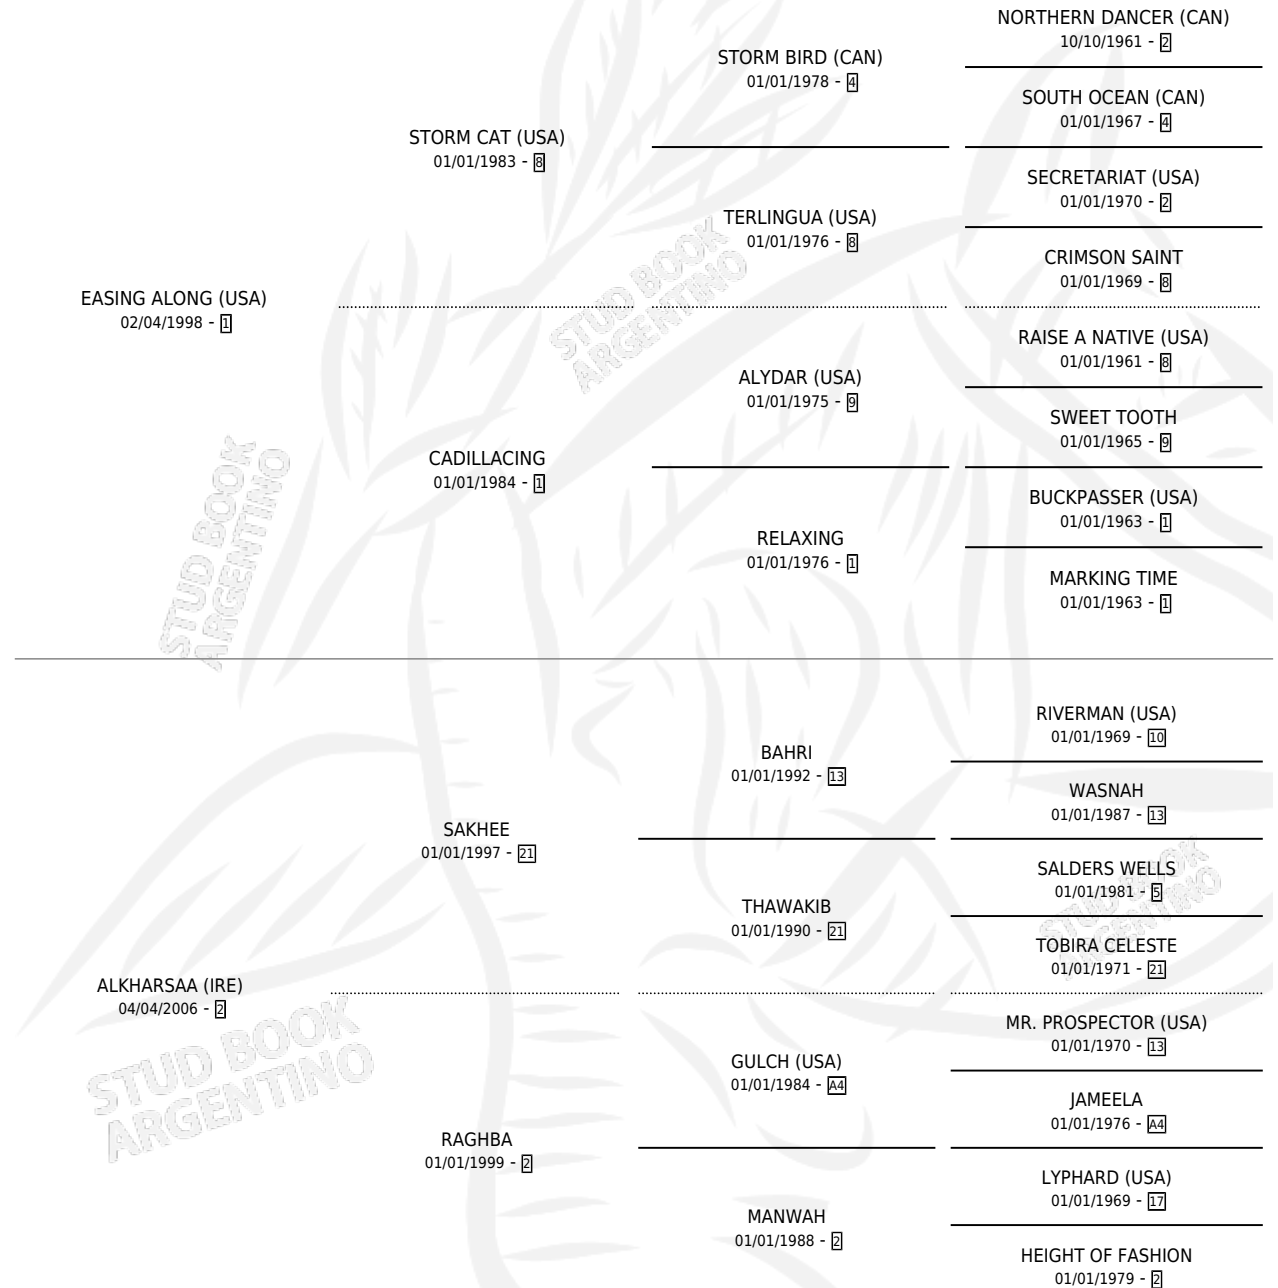 NORTHERN DANCER (CAN)
10/10/1961 - 2
STORM BIRD (CAN)
01/01/1978 - 4
SOUTH OCEAN (CAN)
01/01/1967 - 4
STORM CAT (USA)
01/01/1983 - 8
SECRETARIAT (USA)
01/01/1970 - 2
TERLINGUA (USA)
01/01/1976 - 8
CRIMSON SAINT
01/01/1969 - 8
EASING ALONG (USA)
02/04/1998 - 1
RAISE A NATIVE (USA)
01/01/1961 - 8
ALYDAR (USA)
01/01/1975 - 9
SWEET TOOTH
01/01/1965 - 9
CADILLACING
01/01/1984 - 1
BUCKPASSER (USA)
01/01/1963 - 1
RELAXING
01/01/1976 - 1
MARKING TIME
01/01/1963 - 1
STUD BOOK
ARGENTINO
STUD BOOK
ARGENTINO
RIVERMAN (USA)
01/01/1969 - 10
BAHRI
01/01/1992 - 13
WASNAH
01/01/1987 - 13
SAKHEE
01/01/1997 - 21
SALDERS WELLS
01/01/1981 - 5
THAWAKIB
01/01/1990 - 21
TOBIRA CELESTE
01/01/1971 - 21
ALKHARSAA (IRE)
04/04/2006 - 2
MR. PROSPECTOR (USA)
01/01/1970 - 13
GULCH (USA)
01/01/1984 - A4
JAMEELA
01/01/1976 - A4
RAGHBA
01/01/1999 - 2
LYPHARD (USA)
01/01/1969 - 17
MANWAH
01/01/1988 - 2
HEIGHT OF FASHION
01/01/1979 - 2
STUD BOOK
ARGENTINO
STUD BOOK
ARGENTINO